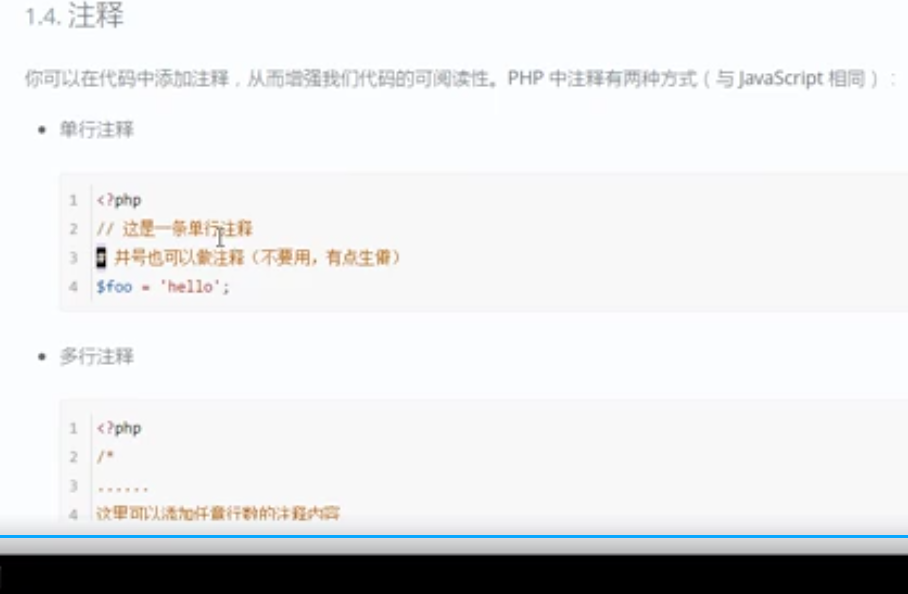 1.4. 注释
你可以在代码中添加注释，从而增强我们代码的可阅读性。PHP 中注释有两种方式（与 JavaScript 相同）：
• 单行注释
1 <?php
2 // 这是一条单行注释
3 # 井号也可以做注释（不要用，有点生僻）
4 $foo = 'hello';
• 多行注释
1 <?php
2 /*
3 ......
4 这里可以添加任意行数的注释内容